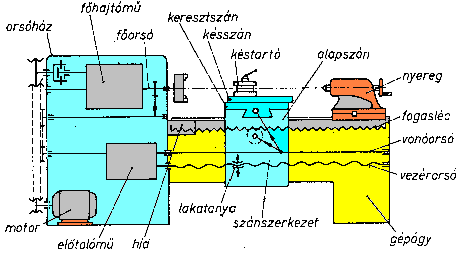 főhajtómű
keresztszán
orsóház
főorsó
késszán
késtartó
alapszán
nyereg
fogasléc
vonóorsó
vezérorsó
lakatanya
szánszerkezet
motor
előtolómű
híd
gépágy